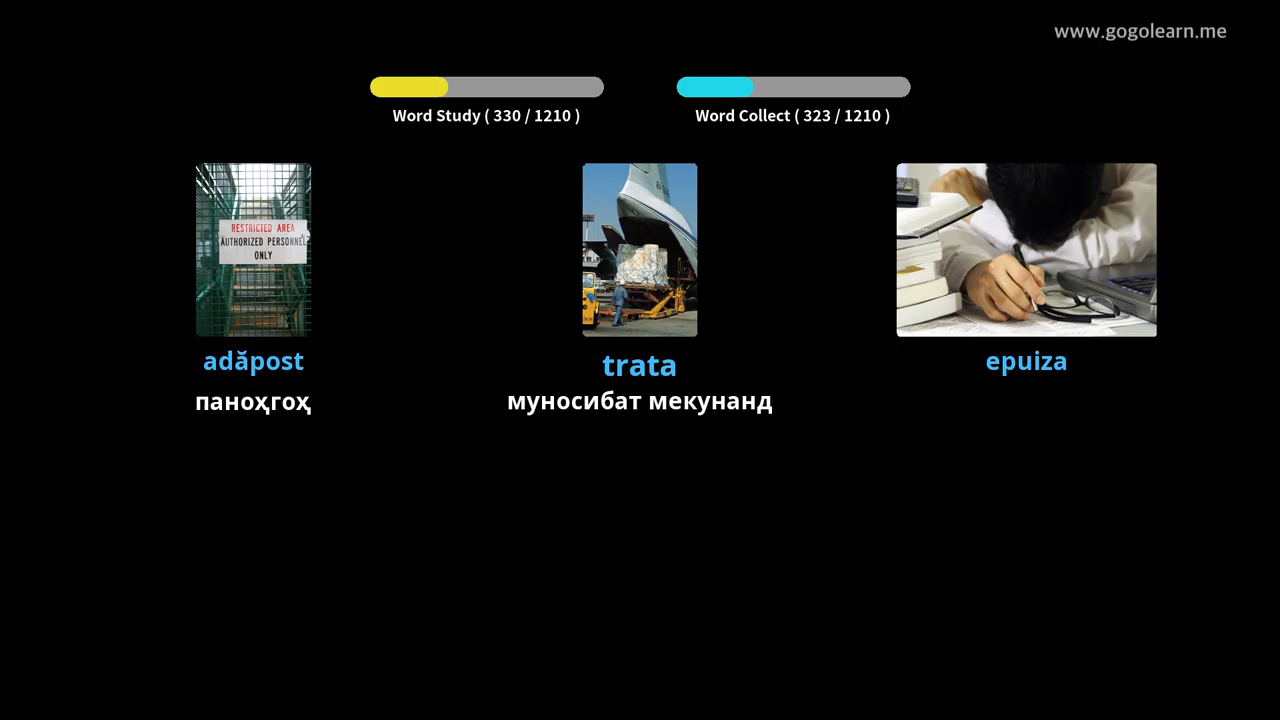 www.gogolearn.me
Word Study ( 330 / 1210 )
Word Collect ( 323 / 1210 )
RESTRICTED AREA
AUTHORIZED PERSONNEL
ONLY
adăpost
trata
epuiza
паноҳгоҳ
муносибат мекунанд